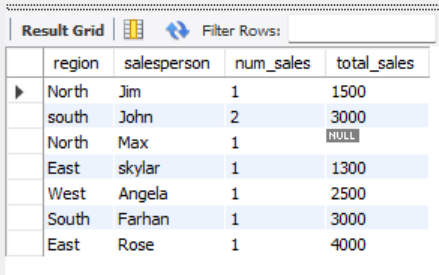 Result Grid Filter Rows:
region salesperson num_sales total_sales
North Jim 1 1500
south John 2 3000
North Max 1 NULL
East skylar 1 1300
West Angela 1 2500
South Farhan 1 3000
East Rose 1 4000